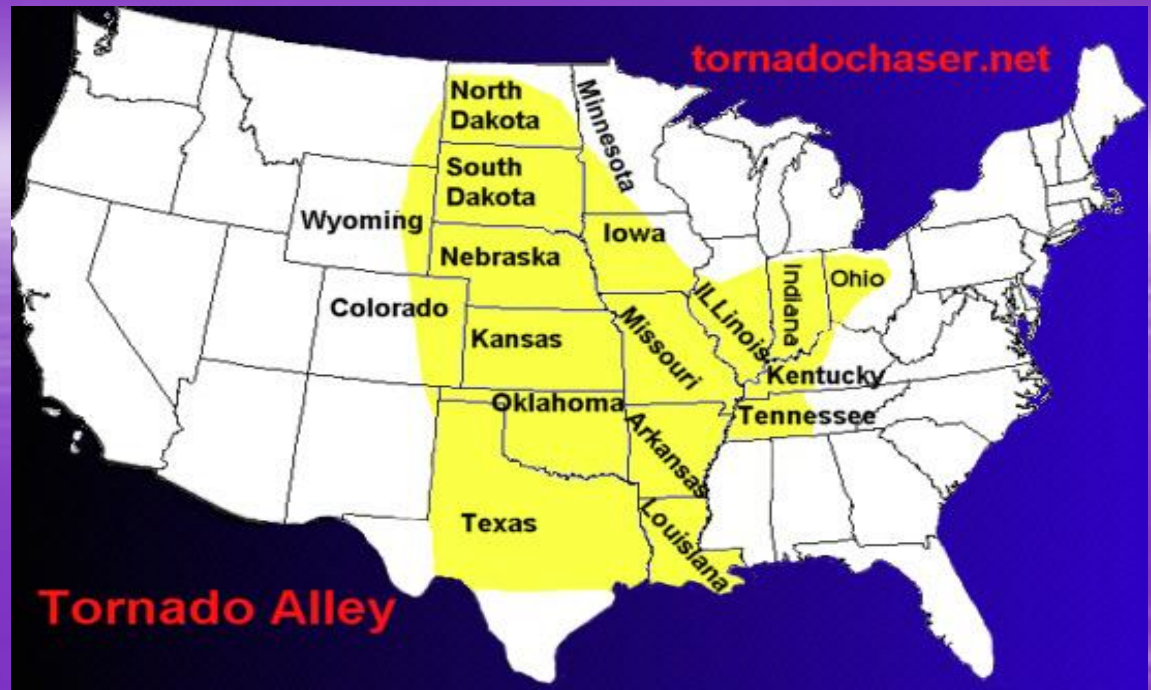 tornadochaser.net
North
Dakota
Minnesota
South
Dakota
Wyoming
Iowa
Nebraska
Indiana
Ohio
Colorado
ILLinois
Missouri
Kansas
Kentucky
Oklahoma
Tennessee
Arkansas
Texas
Louisiana
Tornado Alley